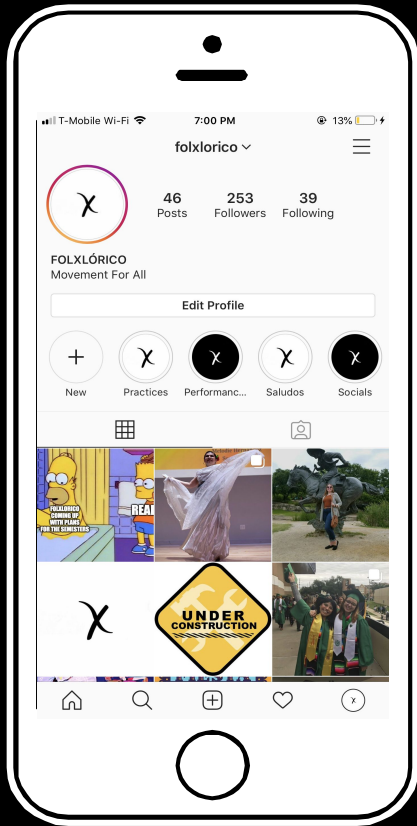 T-Mobile Wi-Fi 7:00 PM 13%
folxlorico
46 253 39
Posts Followers Following
FOLXLÓRICO
Movement For All
Edit Profile
New Practices Performanc... Saludos Socials
FOLKLORICO
COMING UP
WITH PLANS
FOR THE SEMESTERS
REAL
UNDER
CONSTRUCTION